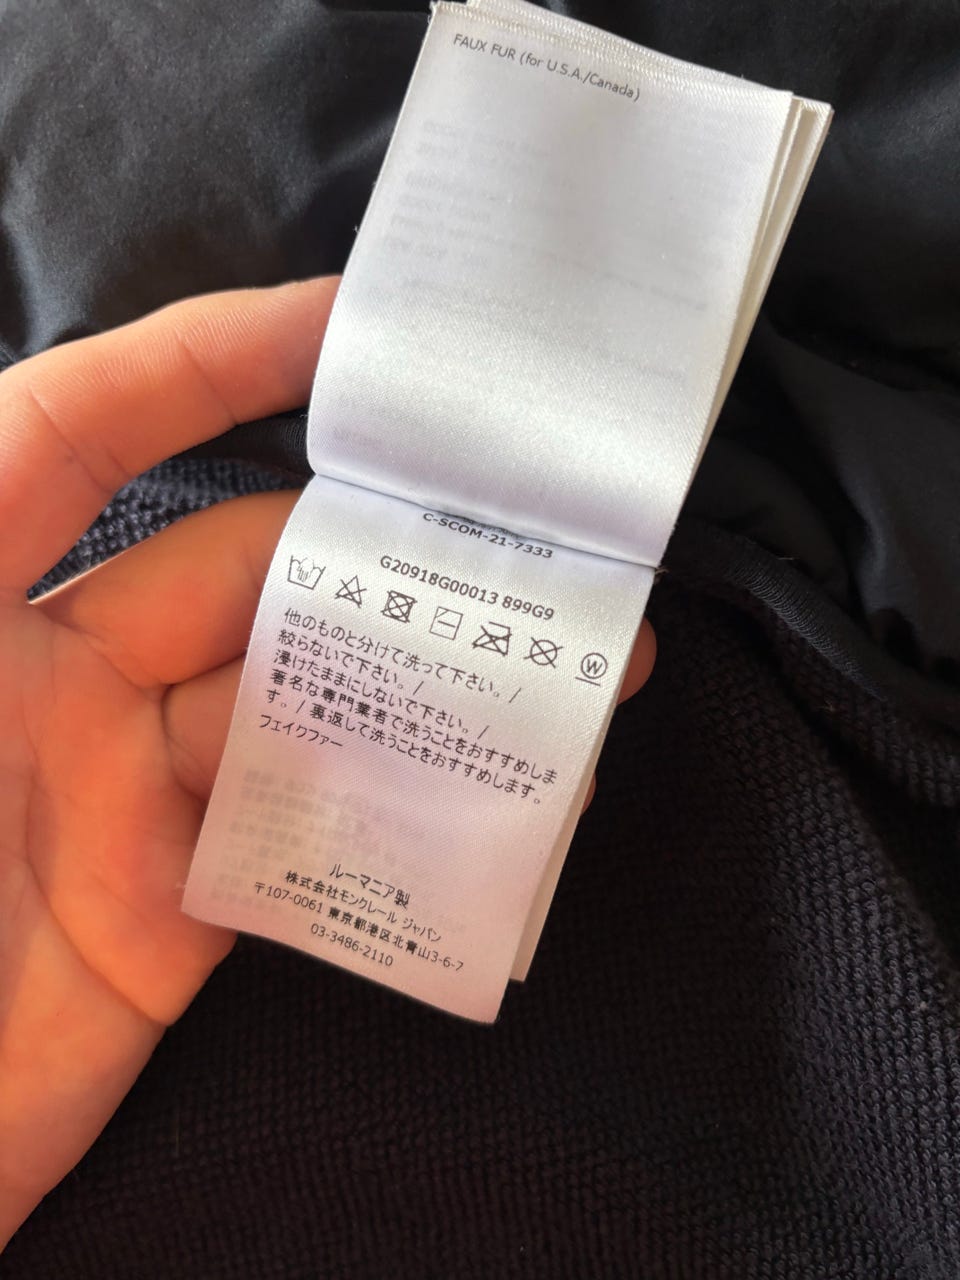 FAUX FUR (for U.S.A./Canada)
C-SCOM-21-7333
G20918G00013 899G9
W
他のものと分けて洗って下さい。/
絞らないで下さい。/
浸けたままにしないで下さい。/
著名な専門業者で洗うことをおすすめしま
す。/ 裏返して洗うことをおすすめします。
フェイクファー
ルーマニア製
株式会社モンクレール ジャパン
〒107-0061 東京都港区北青山3-6-7
03-3486-2110